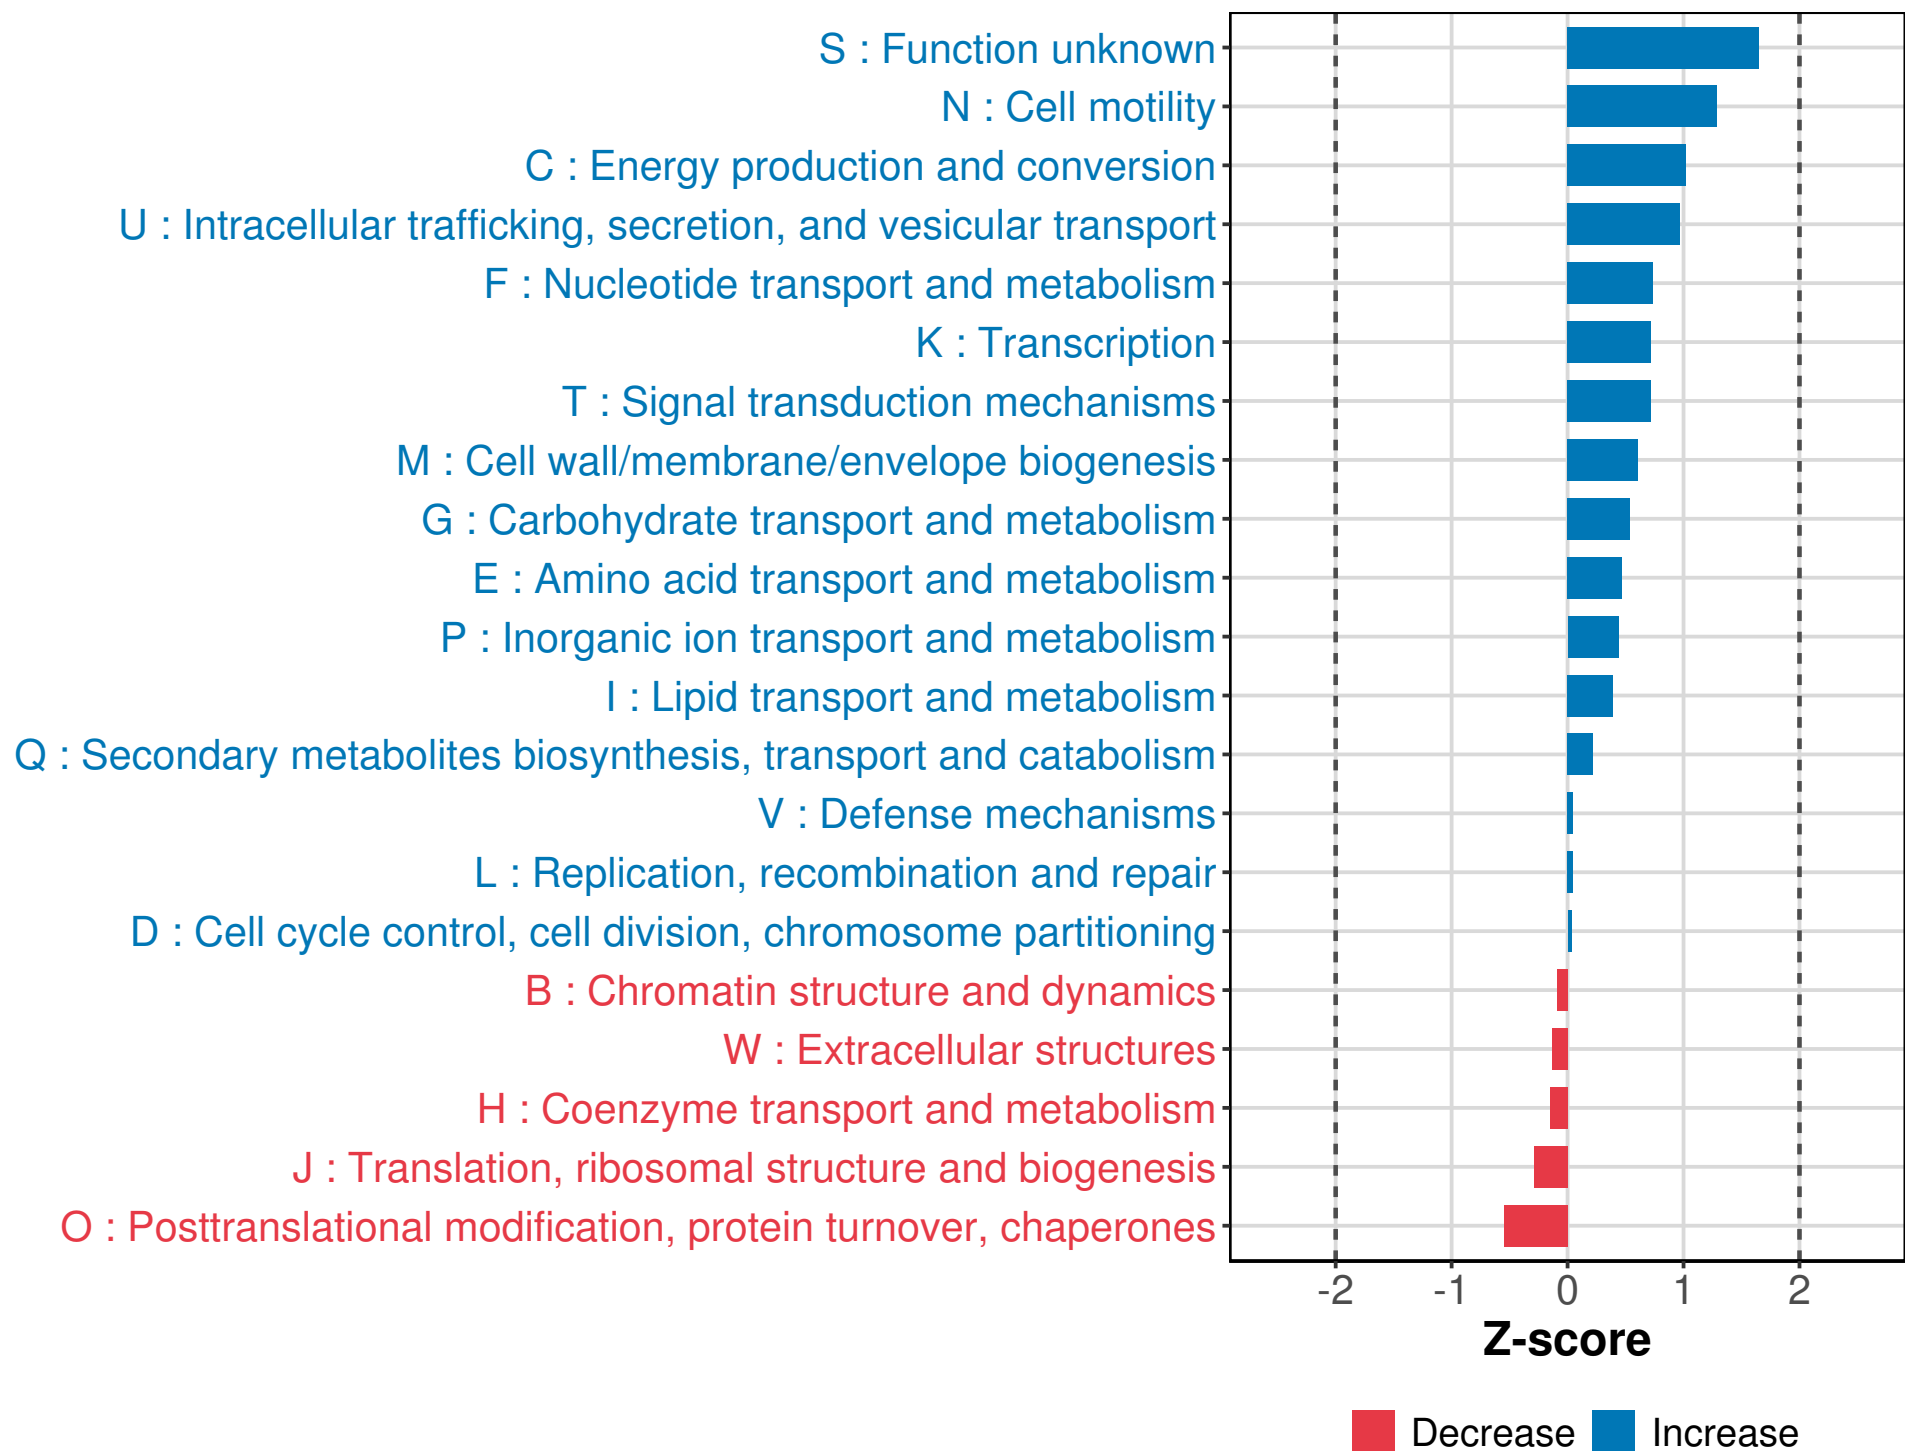 S : Function unknown
N : Cell motility
C : Energy production and conversion
U : Intracellular trafficking, secretion, and vesicular transport
F : Nucleotide transport and metabolism
K : Transcription
T : Signal transduction mechanisms
M : Cell wall/membrane/envelope biogenesis
G : Carbohydrate transport and metabolism
E : Amino acid transport and metabolism
P : Inorganic ion transport and metabolism
I : Lipid transport and metabolism
Q : Secondary metabolites biosynthesis, transport and catabolism
V : Defense mechanisms
L : Replication, recombination and repair
D : Cell cycle control, cell division, chromosome partitioning
B : Chromatin structure and dynamics
W : Extracellular structures
H : Coenzyme transport and metabolism
J : Translation, ribosomal structure and biogenesis
O : Posttranslational modification, protein turnover, chaperones
-2 -1 0 1 2
Z-score
Decrease Increase